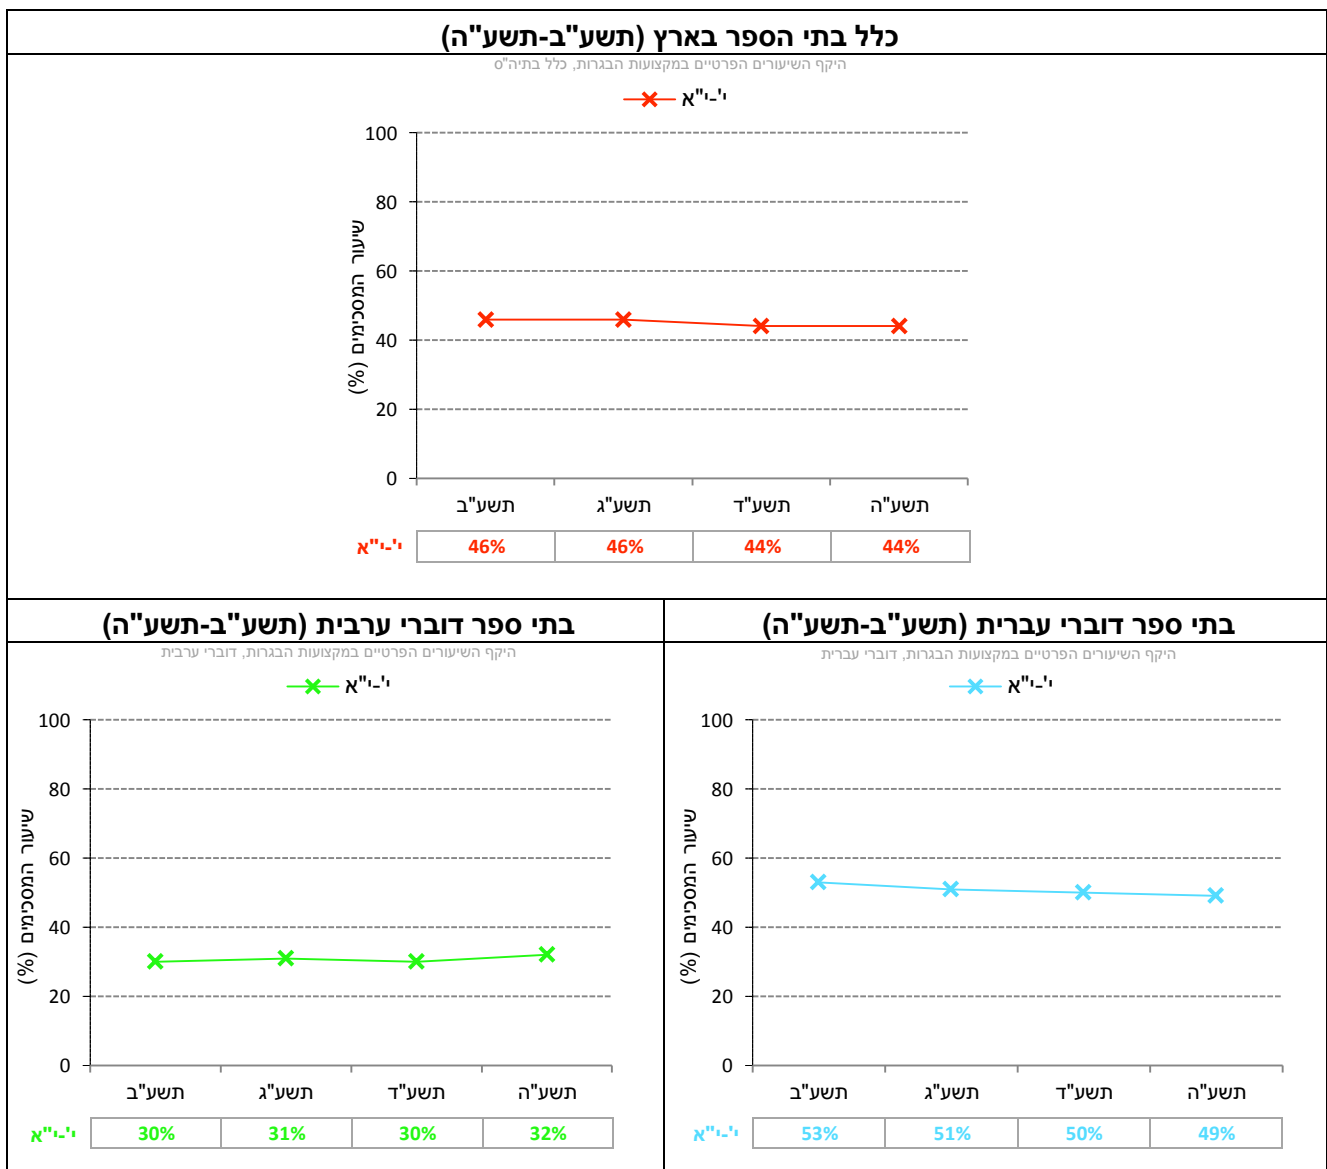 כלל בתי הספר בארץ (תשע"ב-תשע"ה)
היקף השיעורים הפרטיים במקצועות הבגרות, כלל בתיה"ס
י'-י"א
שיעור המסכימים (%)
100
80
60
40
20
0
תשע"ב תשע"ג תשע"ד תשע"ה
י'-י"א 46% 46% 44% 44%
בתי ספר דוברי עברית (תשע"ב-תשע"ה)
היקף השיעורים הפרטיים במקצועות הבגרות, דוברי עברית
י'-י"א
שיעור המסכימים (%)
100
80
60
40
20
0
תשע"ב תשע"ג תשע"ד תשע"ה
י'-י"א 53% 51% 50% 49%
בתי ספר דוברי ערבית (תשע"ב-תשע"ה)
היקף השיעורים הפרטיים במקצועות הבגרות, דוברי ערבית
י'-י"א
שיעור המסכימים (%)
100
80
60
40
20
0
תשע"ב תשע"ג תשע"ד תשע"ה
י'-י"א 30% 31% 30% 32%